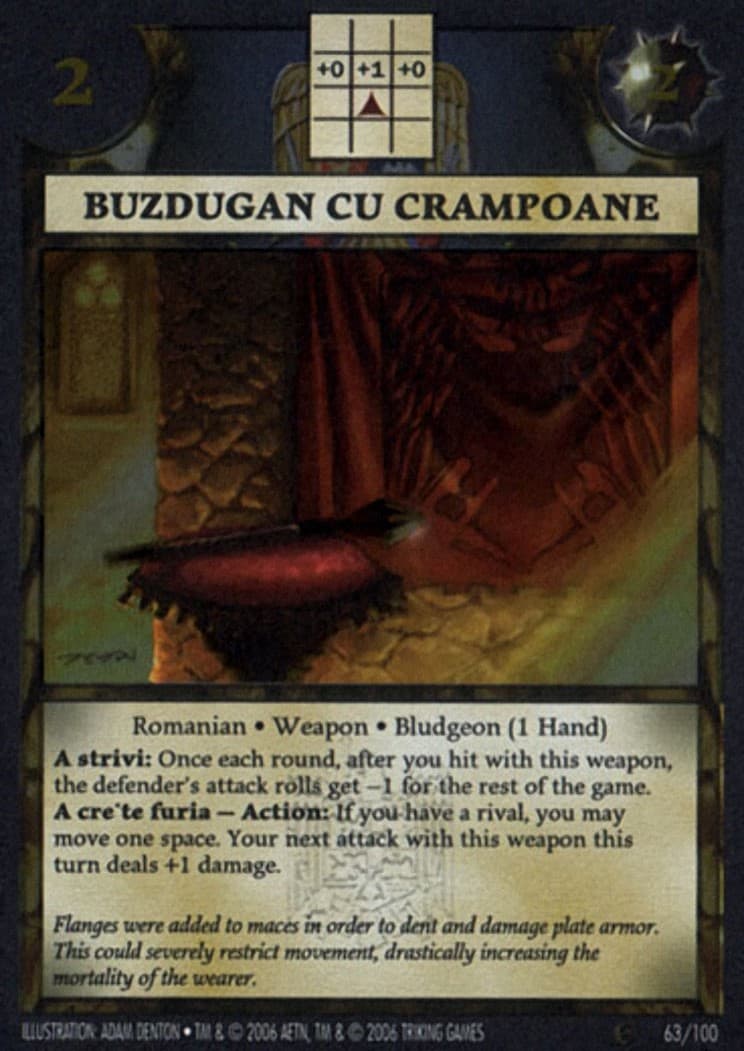 2
+0 +1 +0
2
BUZDUGAN CU CRAMPOANE
Romanian • Weapon • Bludgeon (1 Hand)
A strivi: Once each round, after you hit with this weapon,
the defender's attack rolls get –1 for the rest of the game.
A cre`te furia – Action: If you have a rival, you may
move one space. Your next attack with this weapon this
turn deals +1 damage.
Flanges were added to maces in order to dent and damage plate armor.
This could severely restrict movement, drastically increasing the
mortality of the wearer.
ILLUSTRATION: ADAM DENTON • TM & © 2006 AETN, TM & © 2006 TRIKING GAMES
C 63/100